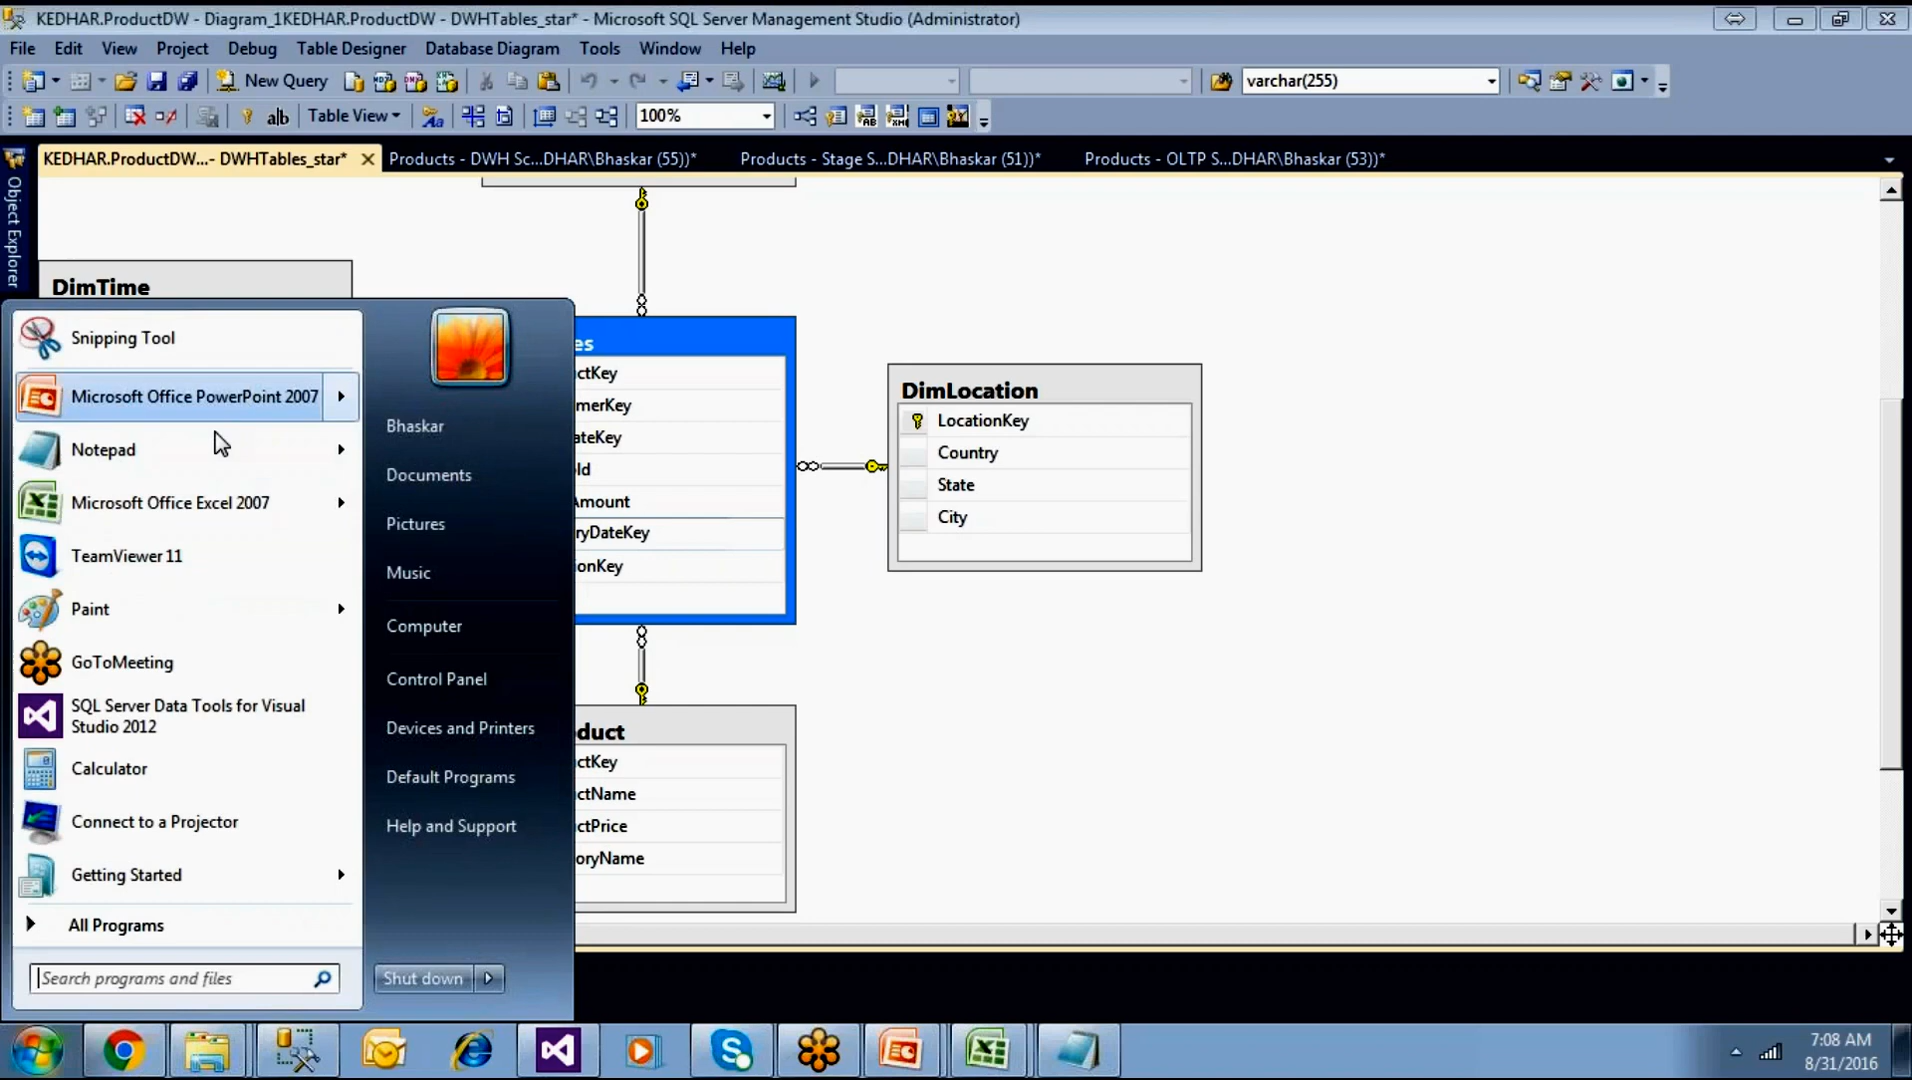 KEDHAR.ProductDW - Diagram_1KEDHAR.ProductDW - DWHTables_star* - Microsoft SQL Server Management Studio (Administrator)
File Edit View Project Debug Table Designer Database Diagram Tools Window Help
New Query varchar(255)
Table View 100%
KEDHAR.ProductDW...- DWHTables_star* Products - DWH Sc...DHAR\Bhaskar (55))* Products - Stage S...DHAR\Bhaskar (51))* Products - OLTP S...DHAR\Bhaskar (53))*
Object Explorer
DimTime
es
ctKey
merKey
ateKey
ld
Amount
ryDateKey
ionKey
DimLocation
LocationKey
Country
State
City
duct
ctKey
ctName
ctPrice
oryName
Snipping Tool
Microsoft Office PowerPoint 2007
Notepad
Microsoft Office Excel 2007
TeamViewer 11
Paint
GoToMeeting
SQL Server Data Tools for Visual
Studio 2012
Calculator
Connect to a Projector
Getting Started
All Programs
Search programs and files
Bhaskar
Documents
Pictures
Music
Computer
Control Panel
Devices and Printers
Default Programs
Help and Support
Shut down
7:08 AM
8/31/2016